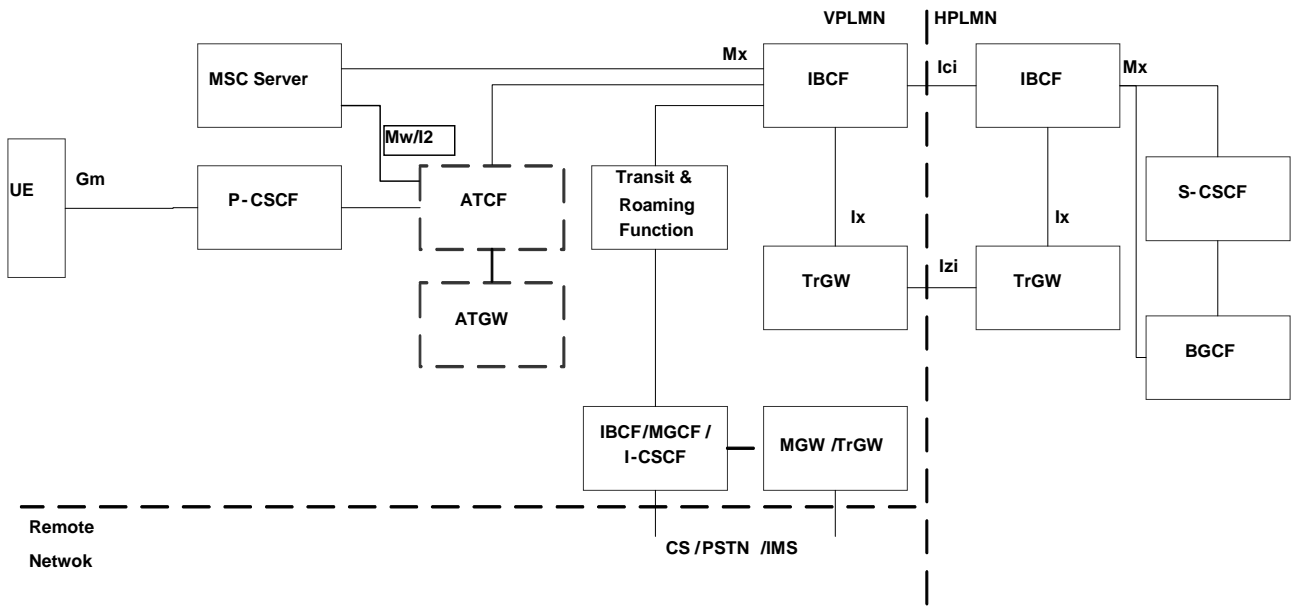 VPLMN
HPLMN
MSC Server
Mx
IBCF
Ici
IBCF
Mx
Mw/I2
UE
Gm
P-CSCF
ATCF
Transit &
Roaming
Function
Ix
Ix
S-CSCF
ATGW
TrGW
Izi
TrGW
BGCF
IBCF/MGCF/
I-CSCF
MGW /TrGW
Remote
Netwok
CS /PSTN /IMS